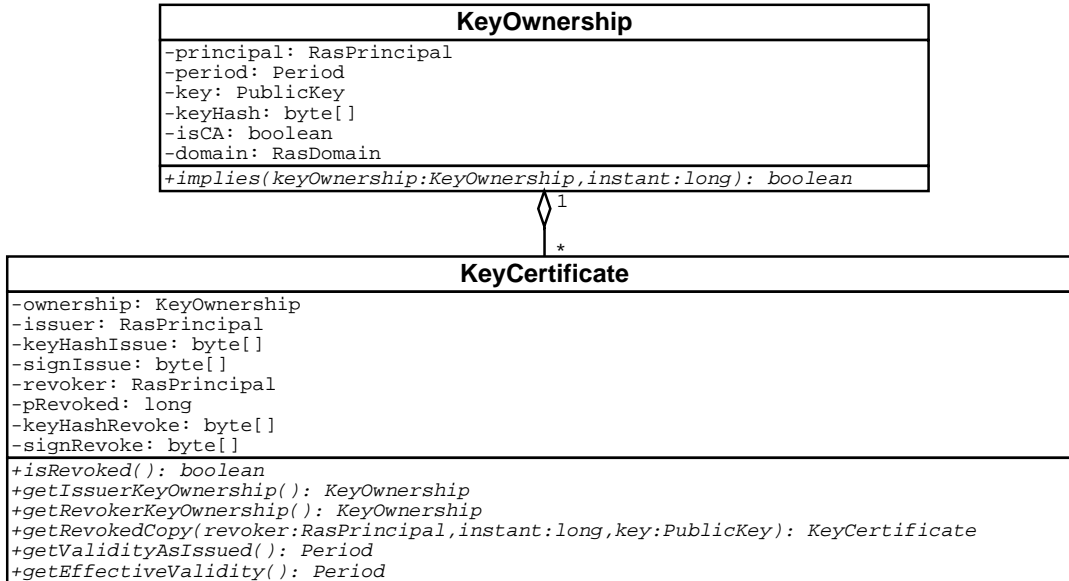 KeyOwnership
-principal: RasPrincipal
-period: Period
-key: PublicKey
-keyHash: byte[]
-isCA: boolean
-domain: RasDomain
+implies(keyOwnership:KeyOwnership,instant:long): boolean
1
*
KeyCertificate
-ownership: KeyOwnership
-issuer: RasPrincipal
-keyHashIssue: byte[]
-signIssue: byte[]
-revoker: RasPrincipal
-pRevoked: long
-keyHashRevoke: byte[]
-signRevoke: byte[]
+isRevoked(): boolean
+getIssuerKeyOwnership(): KeyOwnership
+getRevokerKeyOwnership(): KeyOwnership
+getRevokedCopy(revoker:RasPrincipal,instant:long,key:PublicKey): KeyCertificate
+getValidityAsIssued(): Period
+getEffectiveValidity(): Period